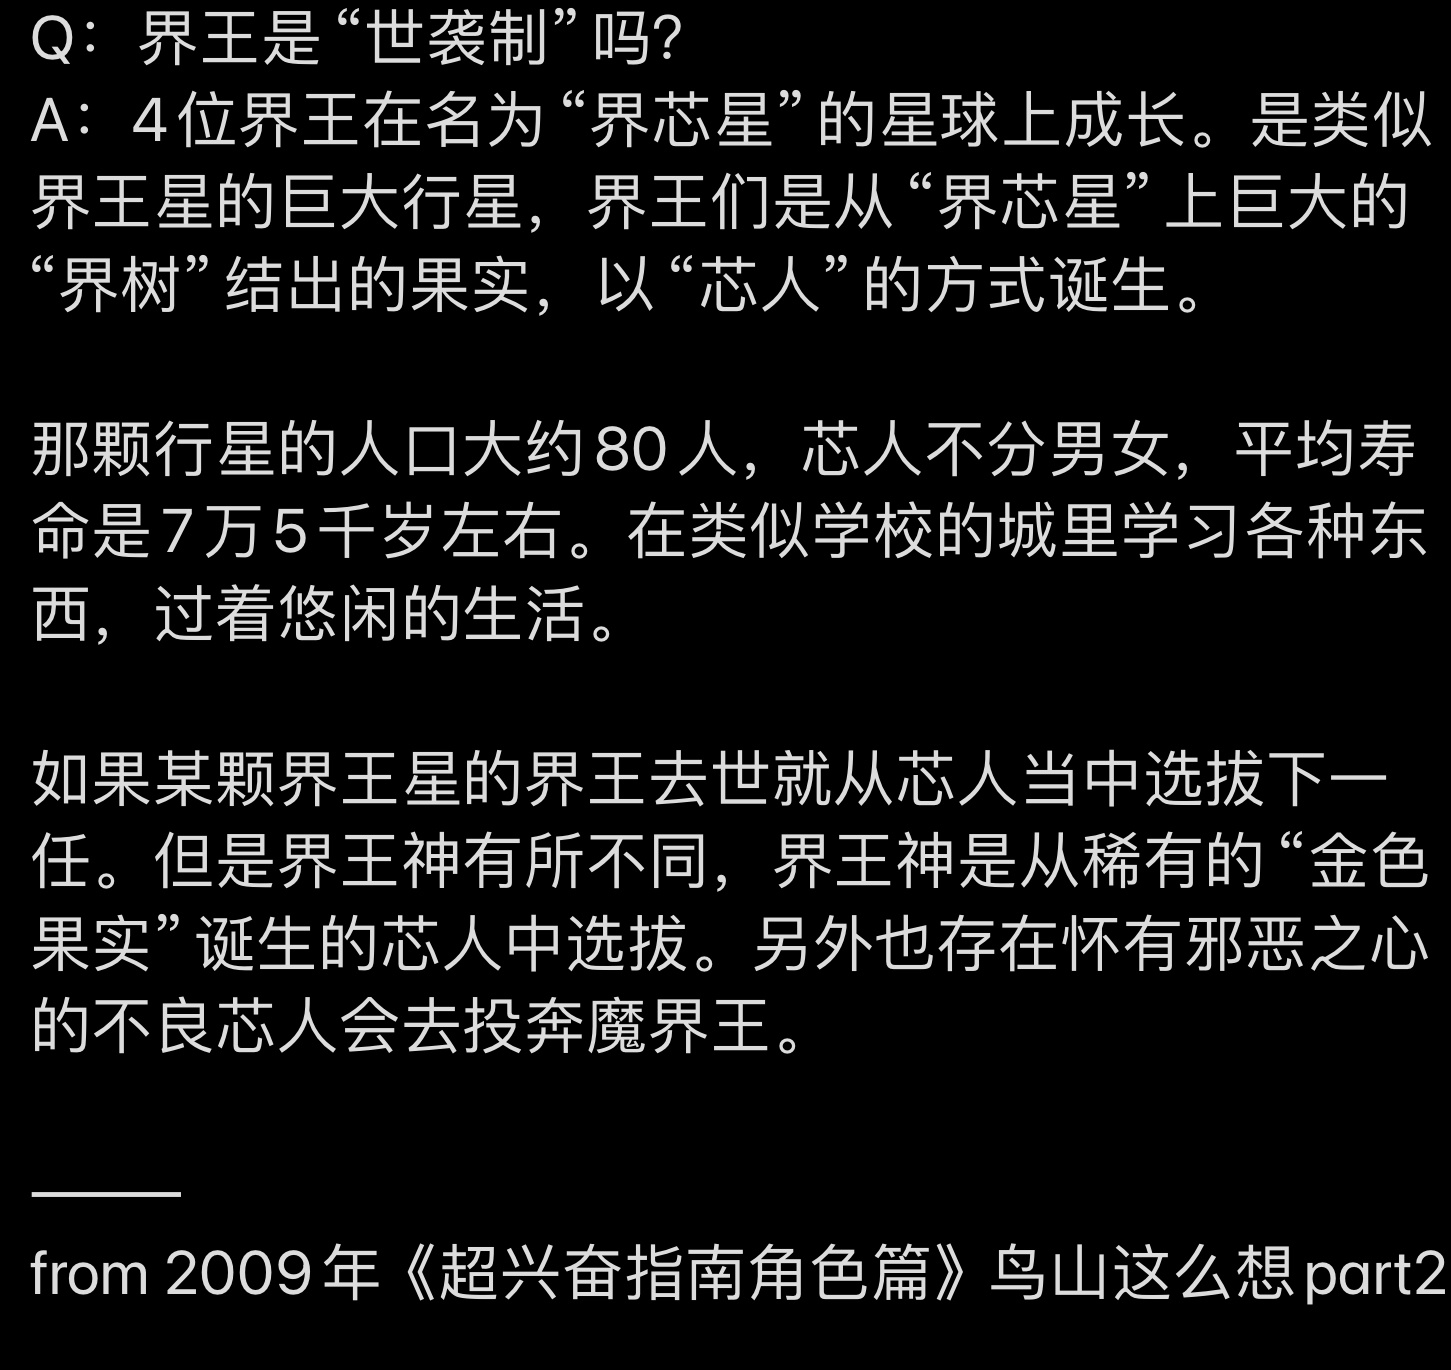 Q：界王是“世袭制”吗?
A：4位界王在名为“界芯星”的星球上成长。是类似
界王星的巨大行星，界王们是从“界芯星”上巨大的
“界树”结出的果实，以“芯人”的方式诞生。
那颗行星的人口大约80人，芯人不分男女，平均寿
命是7万5千岁左右。在类似学校的城里学习各种东
西，过着悠闲的生活。
如果某颗界王星的界王去世就从芯人当中选拔下一
任。但是界王神有所不同，界王神是从稀有的“金色
果实”诞生的芯人中选拔。另外也存在怀有邪恶之心
的不良芯人会去投奔魔界王。
———
from 2009年《超兴奋指南角色篇》鸟山这么想part2